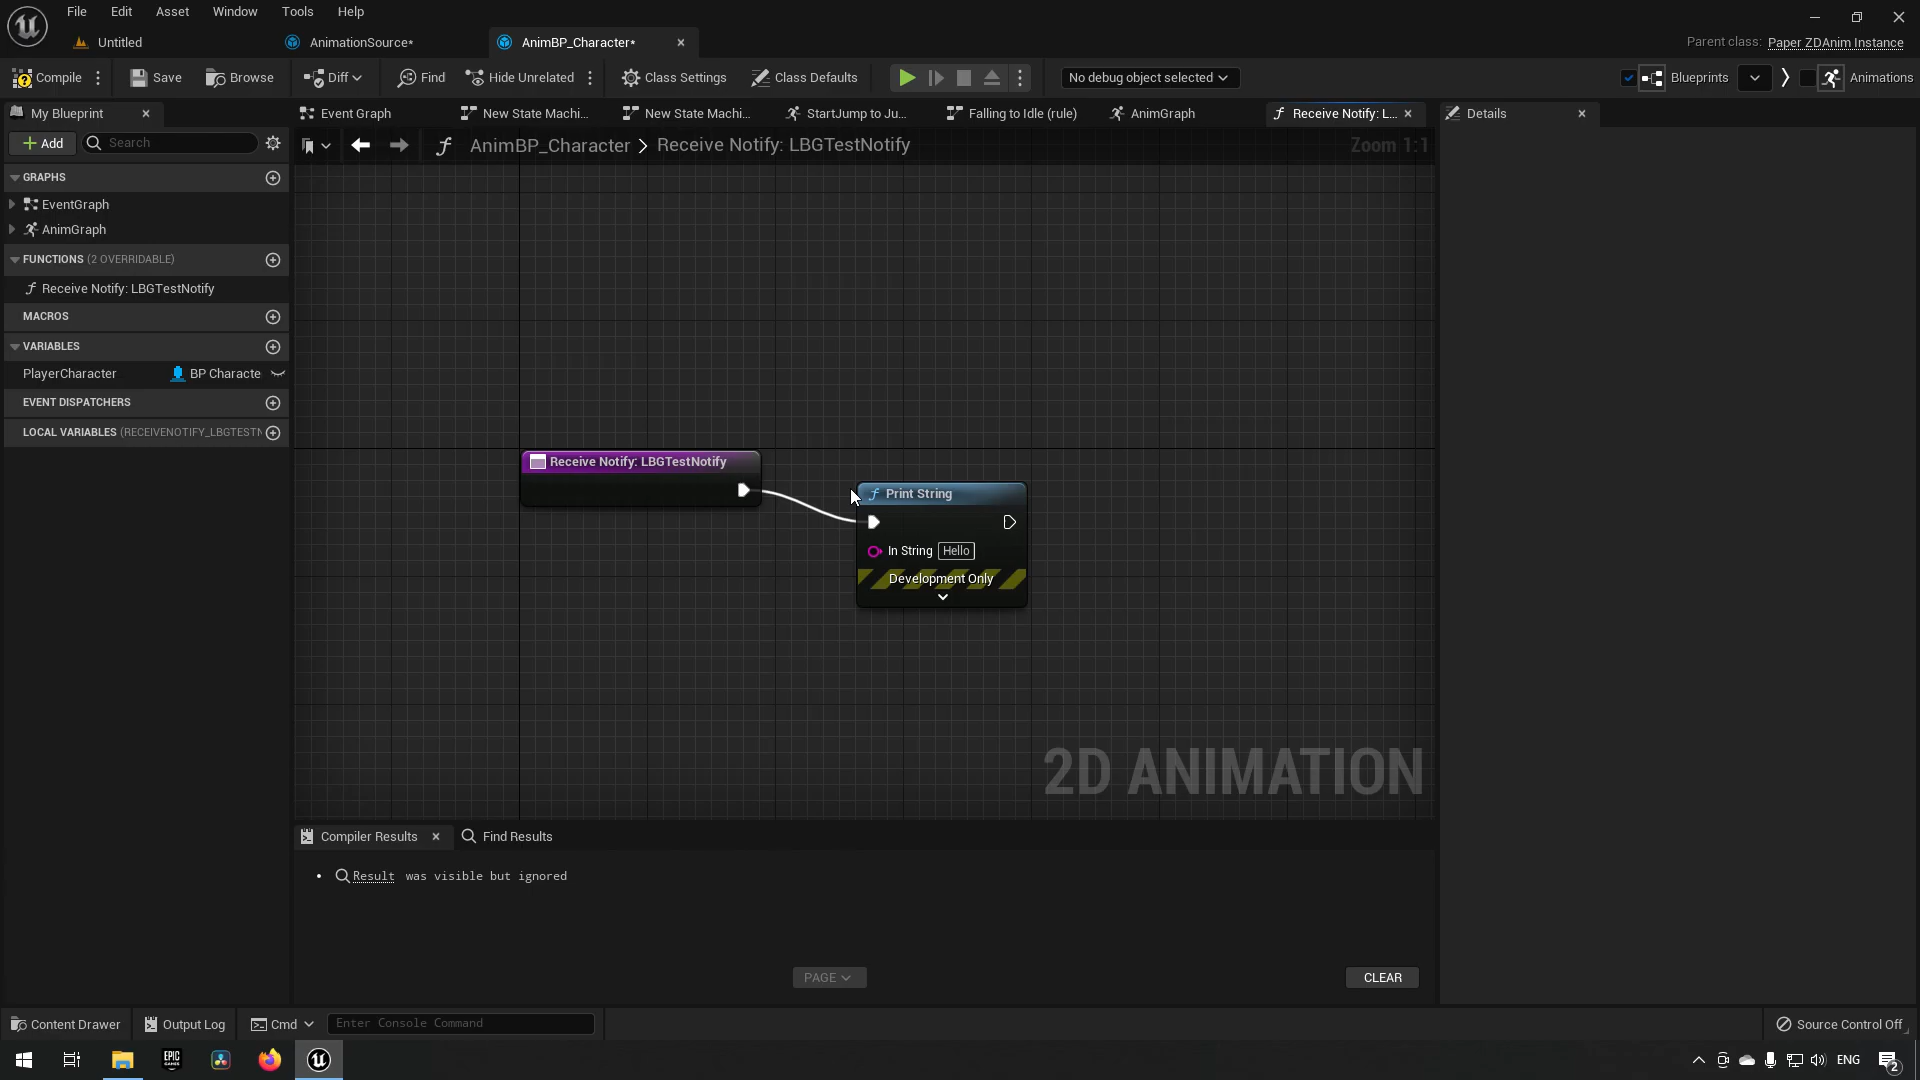 File Edit Asset Window Tools Help
Untitled AnimationSource* AnimBP_Character*
Parent class: Paper ZDAnim Instance
Compile Save Browse Diff Find Hide Unrelated Class Settings Class Defaults No debug object selected Blueprints Animations
My Blueprint
Event Graph New State Machi... New State Machi... StartJump to Ju... Falling to Idle (rule) AnimGraph Receive Notify: L... Details
Add Search
AnimBP_Character > Receive Notify: LBGTestNotify Zoom 1:1
GRAPHS
EventGraph
AnimGraph
FUNCTIONS (2 OVERRIDABLE)
Receive Notify: LBGTestNotify
MACROS
VARIABLES
PlayerCharacter BP Characte
EVENT DISPATCHERS
LOCAL VARIABLES (RECEIVENOTIFY_LBGTESTN
Receive Notify: LBGTestNotify
Print String
In String Hello
Development Only
2D ANIMATION
Compiler Results Find Results
• Result was visible but ignored
PAGE CLEAR
Content Drawer Output Log Cmd Enter Console Command Source Control Off
EPIC GAMES
ENG 2